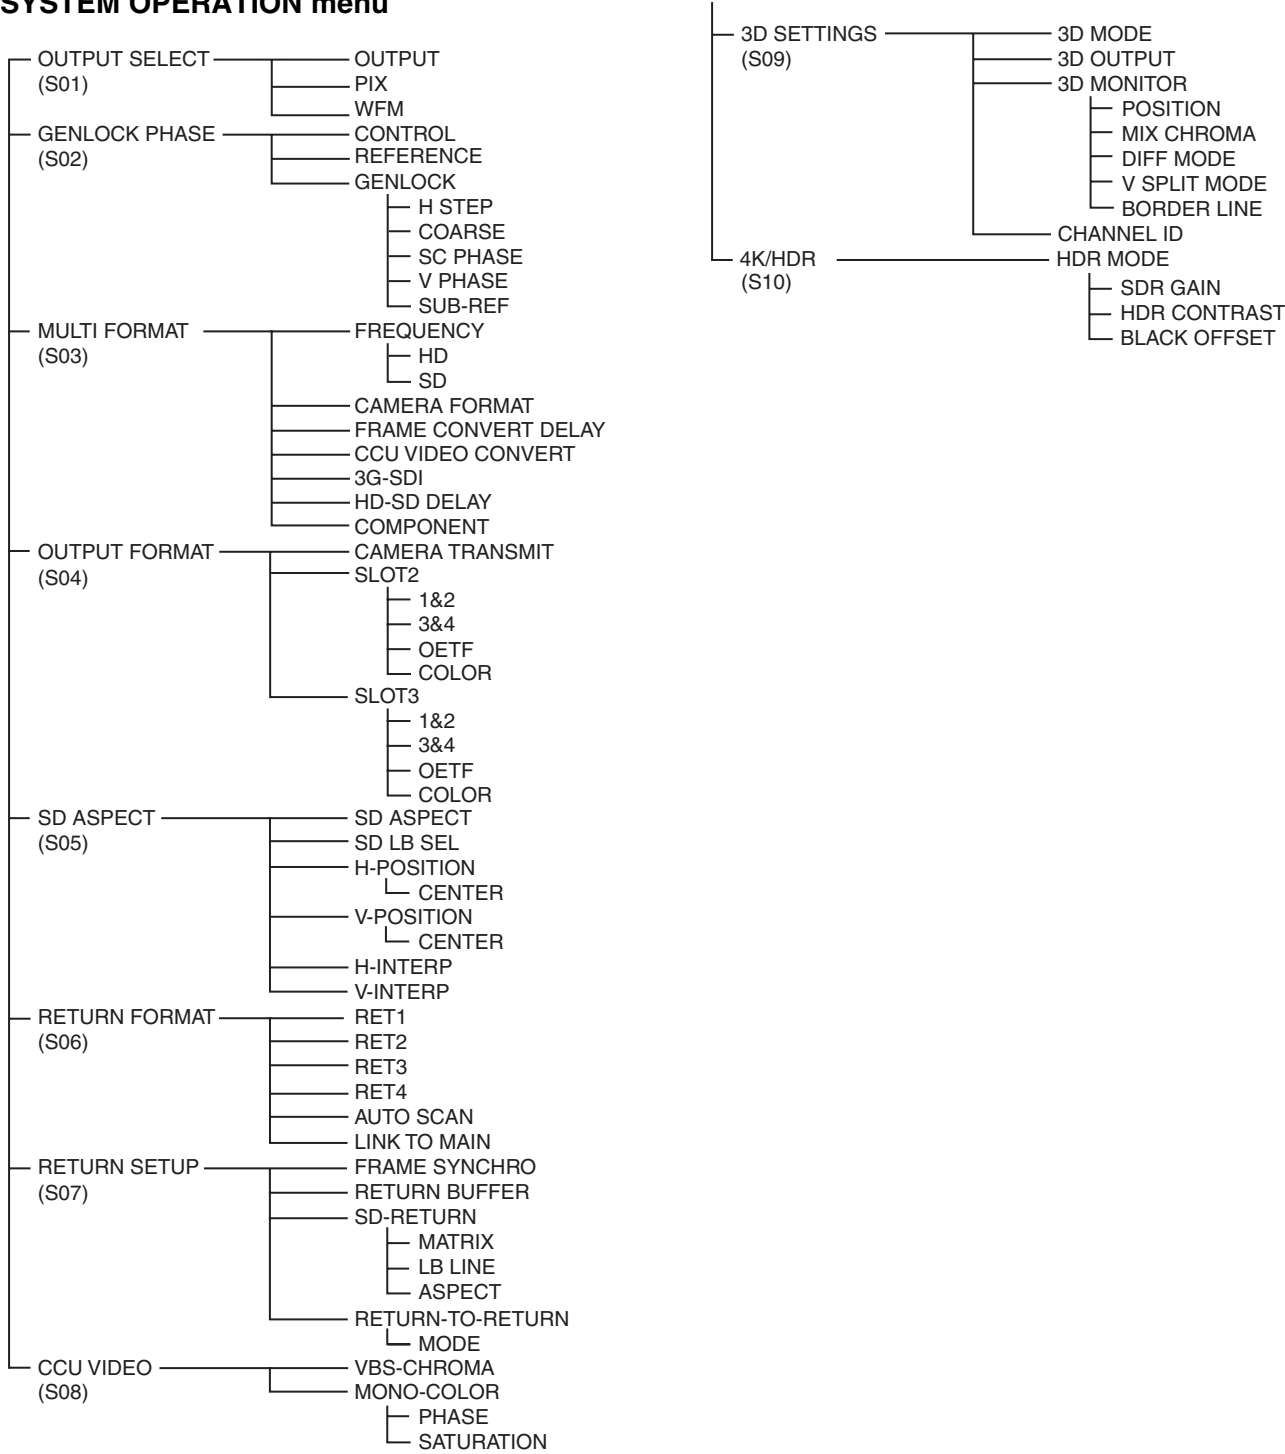 SYSTEM OPERATION menu
OUTPUT SELECT
(S01)
OUTPUT
PIX
WFM
GENLOCK PHASE
(S02)
CONTROL
REFERENCE
GENLOCK
H STEP
COARSE
SC PHASE
V PHASE
SUB-REF
MULTI FORMAT
(S03)
FREQUENCY
HD
SD
CAMERA FORMAT
FRAME CONVERT DELAY
CCU VIDEO CONVERT
3G-SDI
HD-SD DELAY
COMPONENT
OUTPUT FORMAT
(S04)
CAMERA TRANSMIT
SLOT2
1&2
3&4
OETF
COLOR
SLOT3
1&2
3&4
OETF
COLOR
SD ASPECT
(S05)
SD ASPECT
SD LB SEL
H-POSITION
CENTER
V-POSITION
CENTER
H-INTERP
V-INTERP
RETURN FORMAT
(S06)
RET1
RET2
RET3
RET4
AUTO SCAN
LINK TO MAIN
RETURN SETUP
(S07)
FRAME SYNCHRO
RETURN BUFFER
SD-RETURN
MATRIX
LB LINE
ASPECT
RETURN-TO-RETURN
MODE
CCU VIDEO
(S08)
VBS-CHROMA
MONO-COLOR
PHASE
SATURATION
3D SETTINGS
(S09)
3D MODE
3D OUTPUT
3D MONITOR
POSITION
MIX CHROMA
DIFF MODE
V SPLIT MODE
BORDER LINE
CHANNEL ID
4K/HDR
(S10)
HDR MODE
SDR GAIN
HDR CONTRAST
BLACK OFFSET